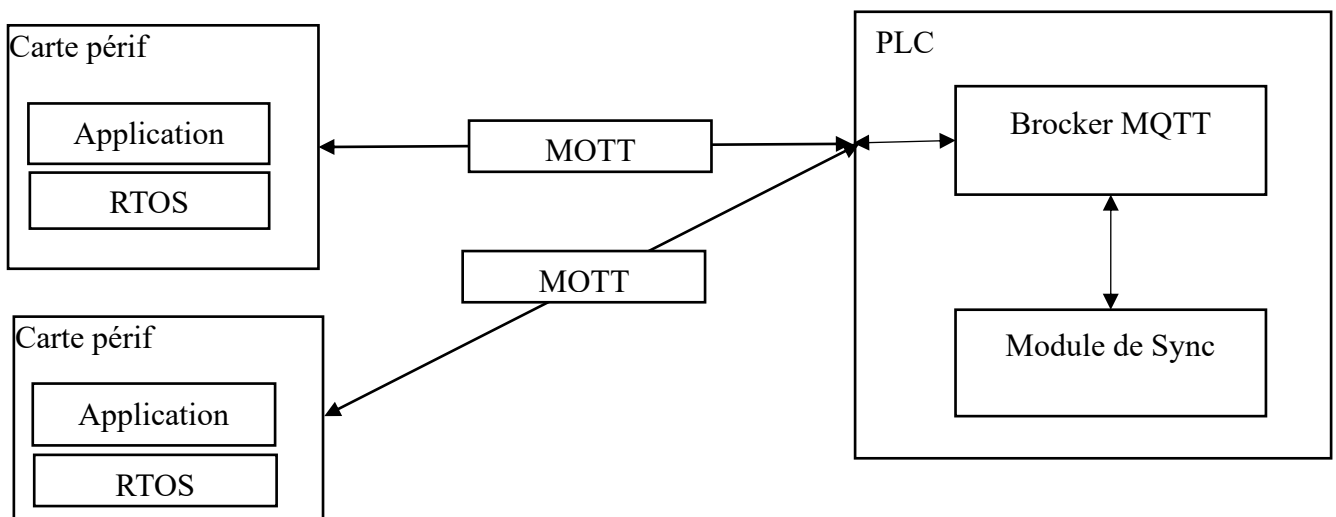 Carte périf
Application
RTOS
MOTT
PLC
Brocker MQTT
MOTT
Module de Sync
Carte périf
Application
RTOS